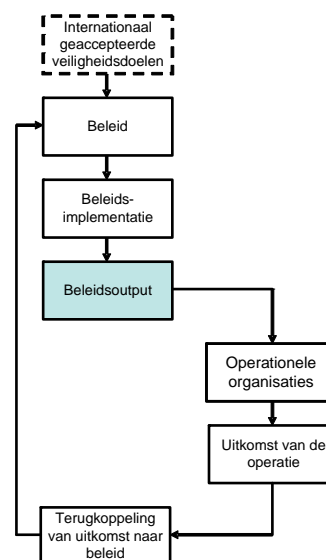 Internationaal
geaccepteerde
veiligheidsdoelen
Beleid
Beleids-
implementatie
Beleidsoutput
Operationele
organisaties
Uitkomst van de
operatie
Terugkoppeling
van uitkomst naar
beleid